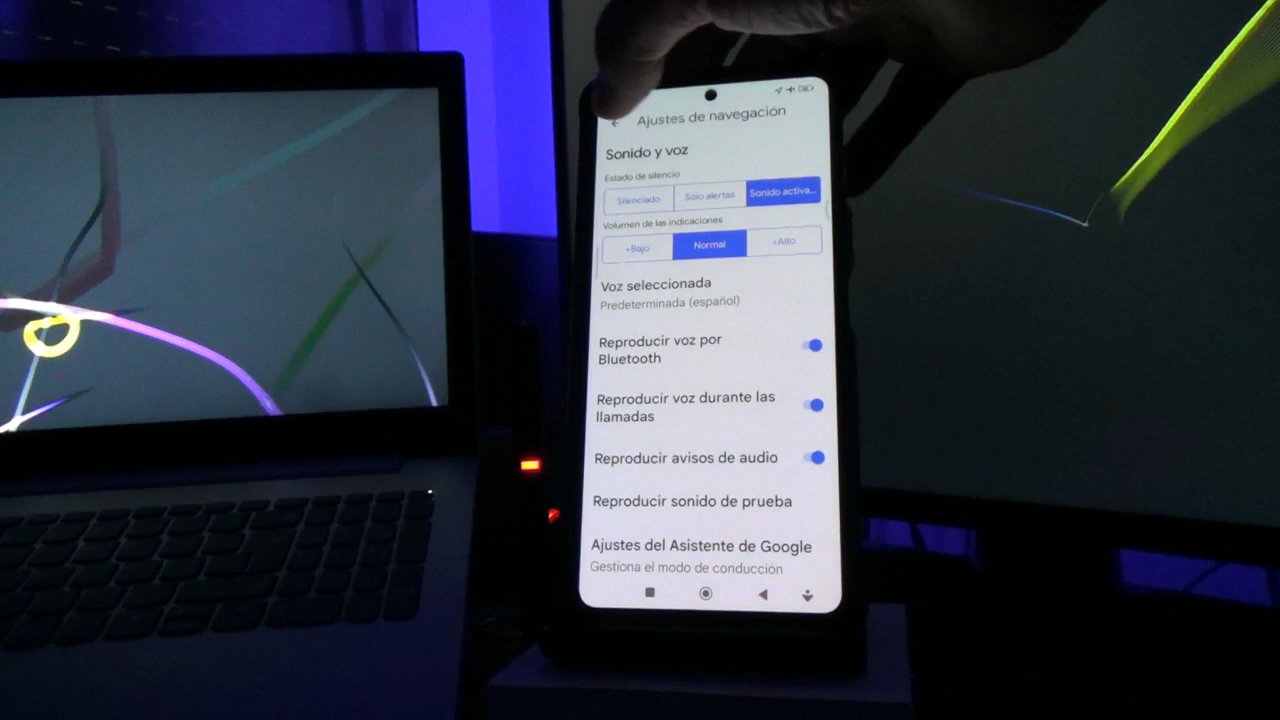 Ajustes de navegación
Sonido y voz
Estado de silencio
Silenciado Solo alertas Sonido activa...
Volumen de las indicaciones
+Bajo Normal +Alto
Voz seleccionada
Predeterminada (español)
Reproducir voz por
Bluetooth
Reproducir voz durante las
llamadas
Reproducir avisos de audio
Reproducir sonido de prueba
Ajustes del Asistente de Google
Gestiona el modo de conducción